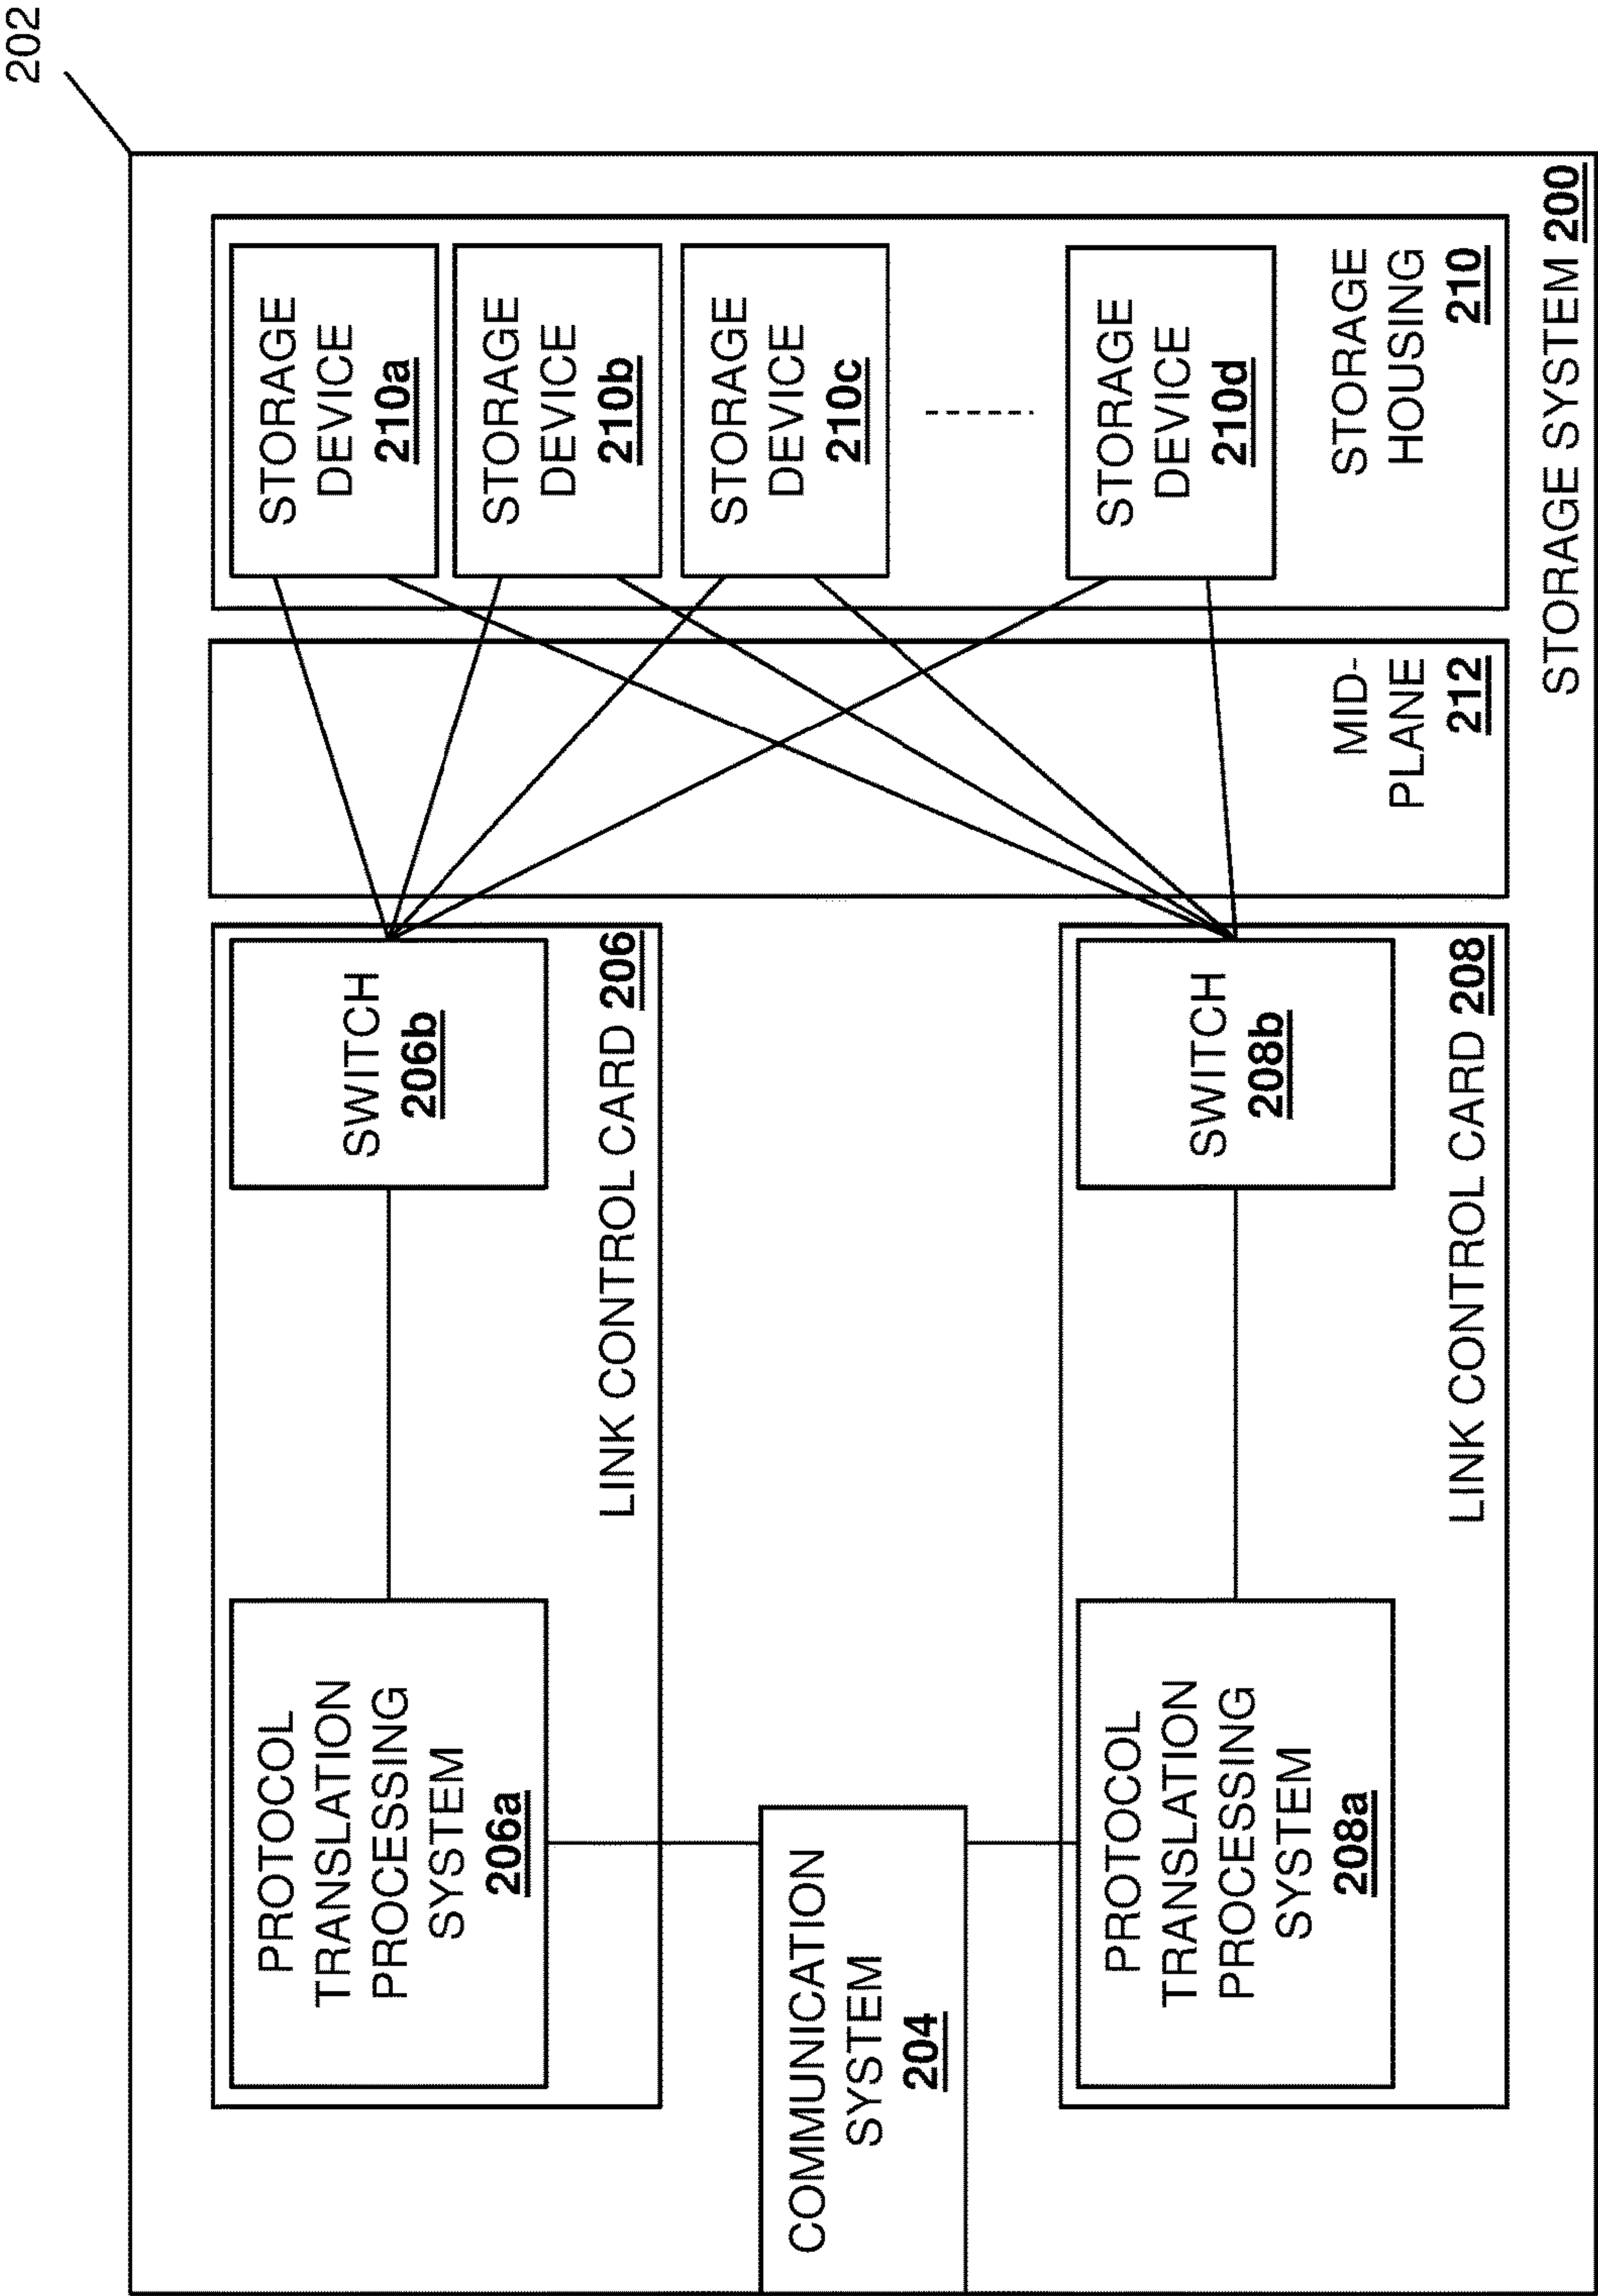 202
STORAGE SYSTEM 200
LINK CONTROL CARD 206
PROTOCOL
TRANSLATION
PROCESSING
SYSTEM
206a
SWITCH
206b
COMMUNICATION
SYSTEM
204
LINK CONTROL CARD 208
PROTOCOL
TRANSLATION
PROCESSING
SYSTEM
208a
SWITCH
208b
MID-
PLANE
212
STORAGE
DEVICE
210a
STORAGE
DEVICE
210b
STORAGE
DEVICE
210c
STORAGE
DEVICE
210d
STORAGE
HOUSING
210